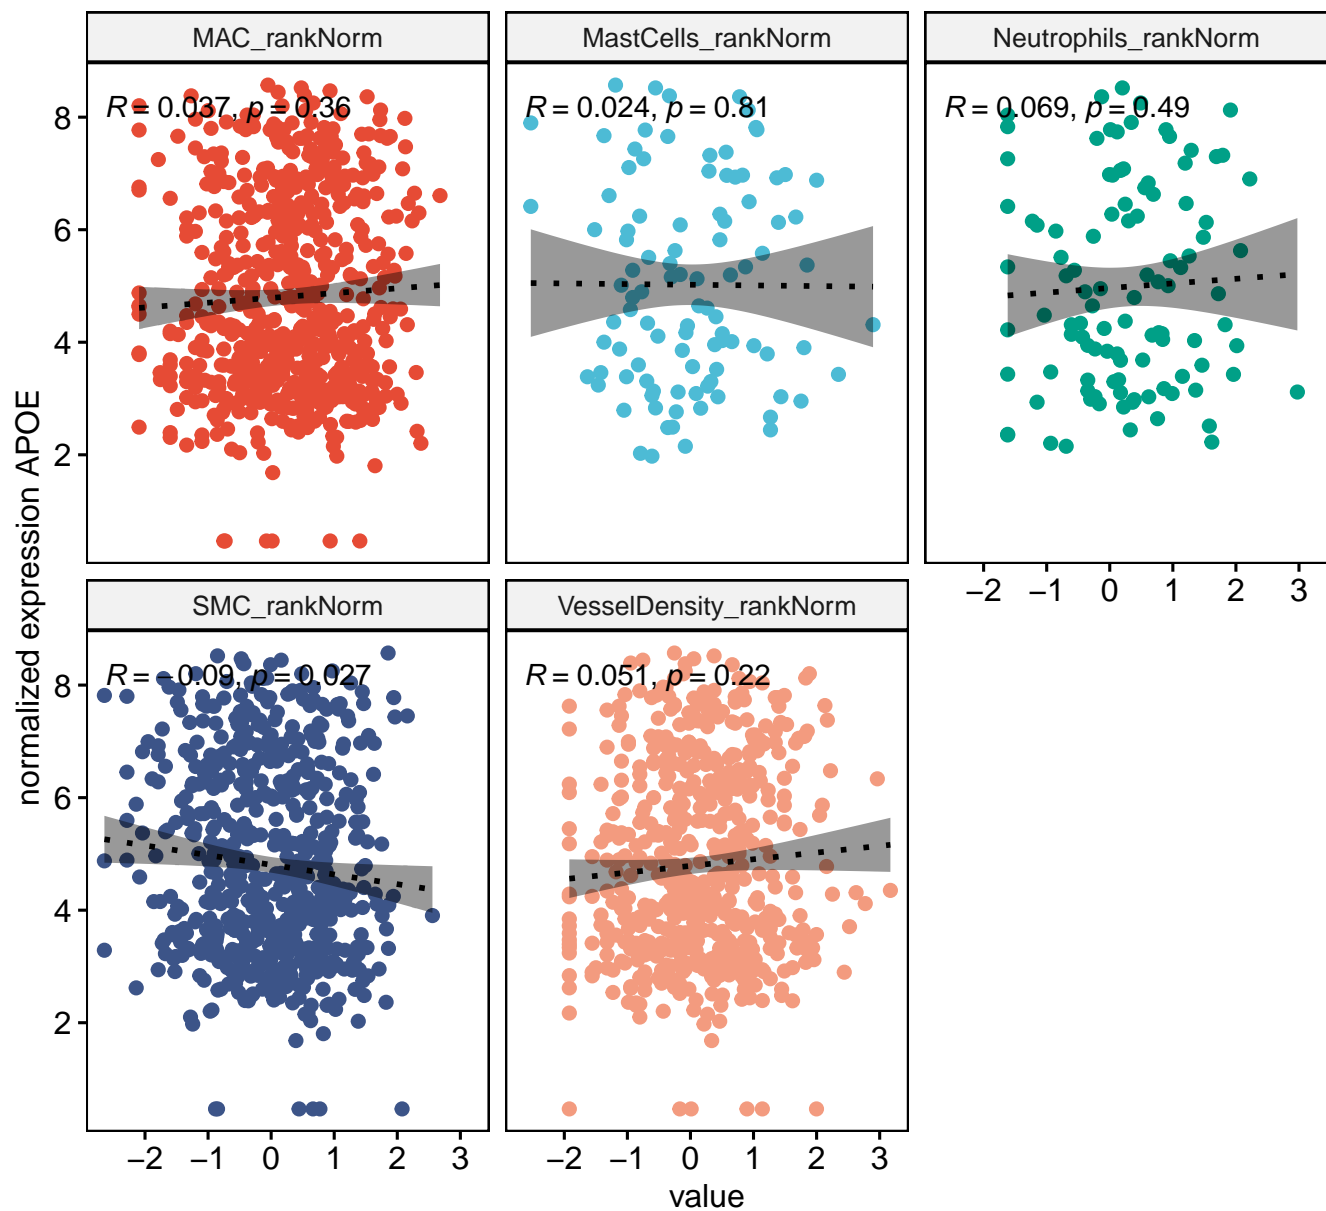 MAC_rankNorm
MastCells_rankNorm
Neutrophils_rankNorm
R = 0.037, p = 0.36
R = 0.024, p = 0.81
R = 0.069, p = 0.49
8
6
4
2
−2 −1 0 1 2 3
SMC_rankNorm
VesselDensity_rankNorm
R = −0.09, p = 0.027
R = 0.051, p = 0.22
8
6
4
2
−2 −1 0 1 2 3
−2 −1 0 1 2 3
value
normalized expression APOE